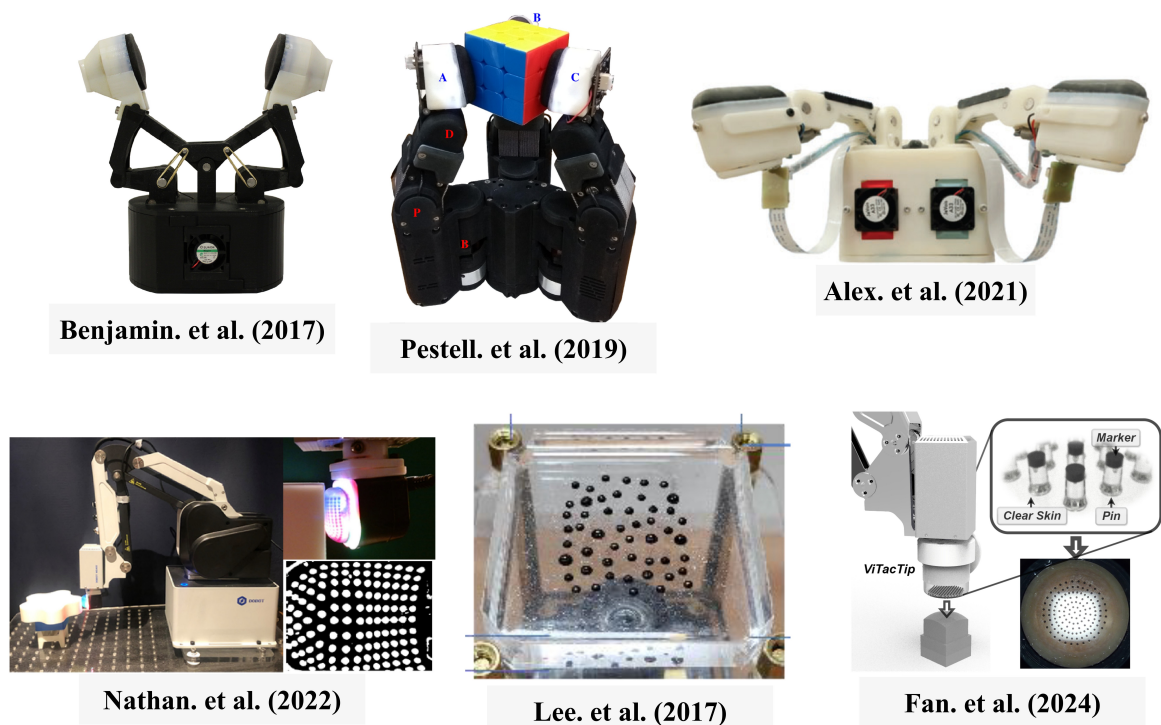 B
A
C
D
P
B
Benjamin. et al. (2017)
Pestell. et al. (2019)
Alex. et al. (2021)
Marker
Clear Skin
Pin
ViTacTip
Nathan. et al. (2022)
Lee. et al. (2017)
Fan. et al. (2024)